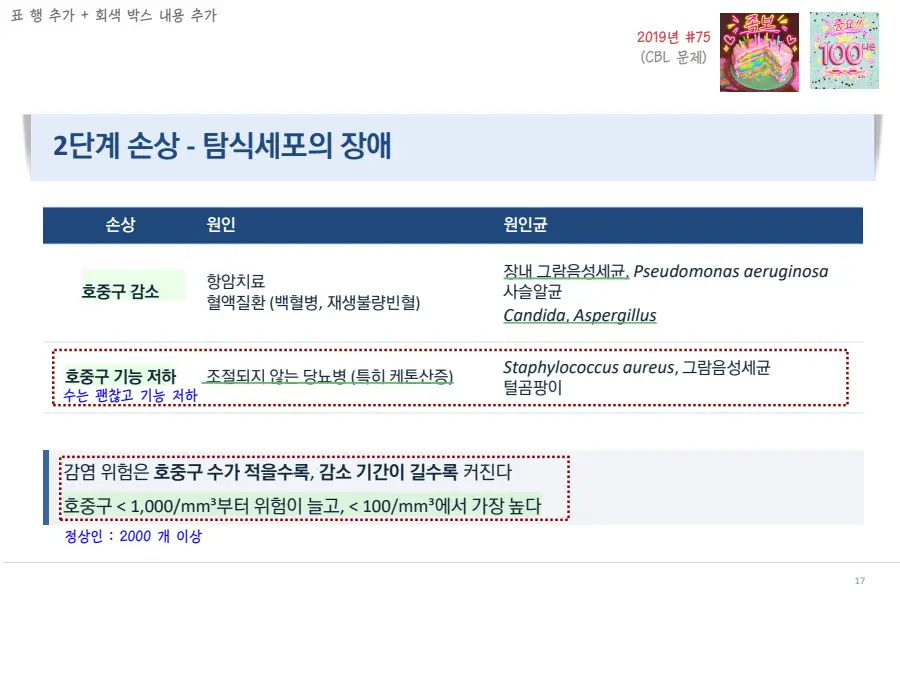 표 행 추가 + 회색 박스 내용 추가
2019년 #75
(CBL 문제)
족보
중요!!
100
2단계 손상 - 탐식세포의 장애
손상 원인 원인균
호중구 감소
항암치료
혈액질환 (백혈병, 재생불량빈혈)
장내 그람음성세균, Pseudomonas aeruginosa
사슬알균
Candida, Aspergillus
호중구 기능 저하
수는 괜찮고 기능 저하
조절되지 않는 당뇨병 (특히 케톤산증)
Staphylococcus aureus, 그람음성세균
털곰팡이
감염 위험은 호중구 수가 적을수록, 감소 기간이 길수록 커진다
호중구 < 1,000/mm³부터 위험이 늘고, < 100/mm³에서 가장 높다
정상인 : 2000 개 이상
17